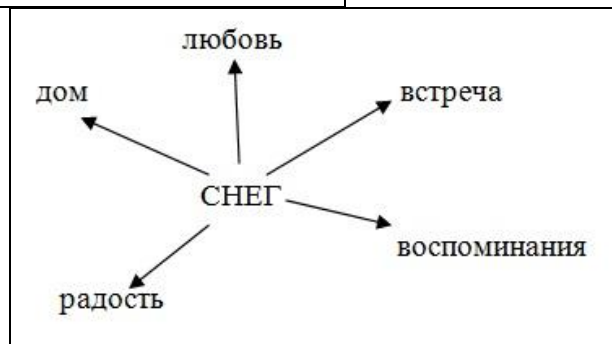 любовь
дом
встреча
СНЕГ
воспоминания
радость